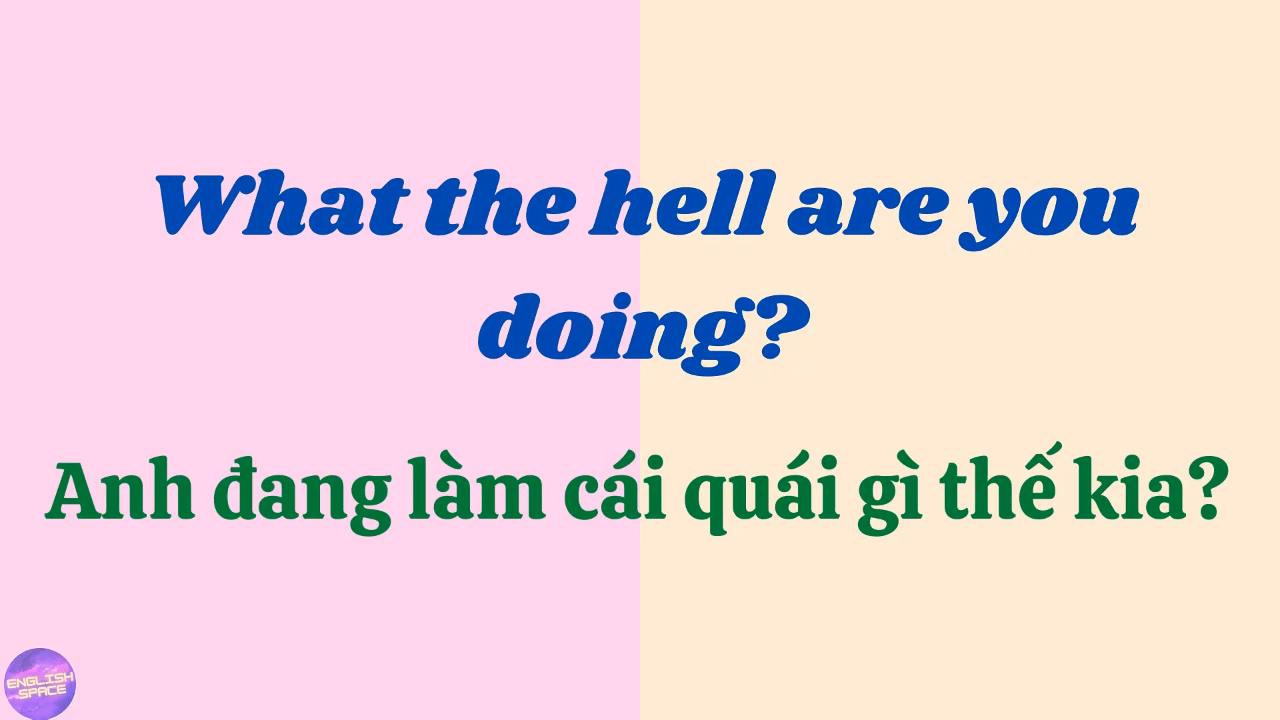 What the hell are you
doing?
Anh đang làm cái quái gì thế kia?
ENGLISH
SPACE